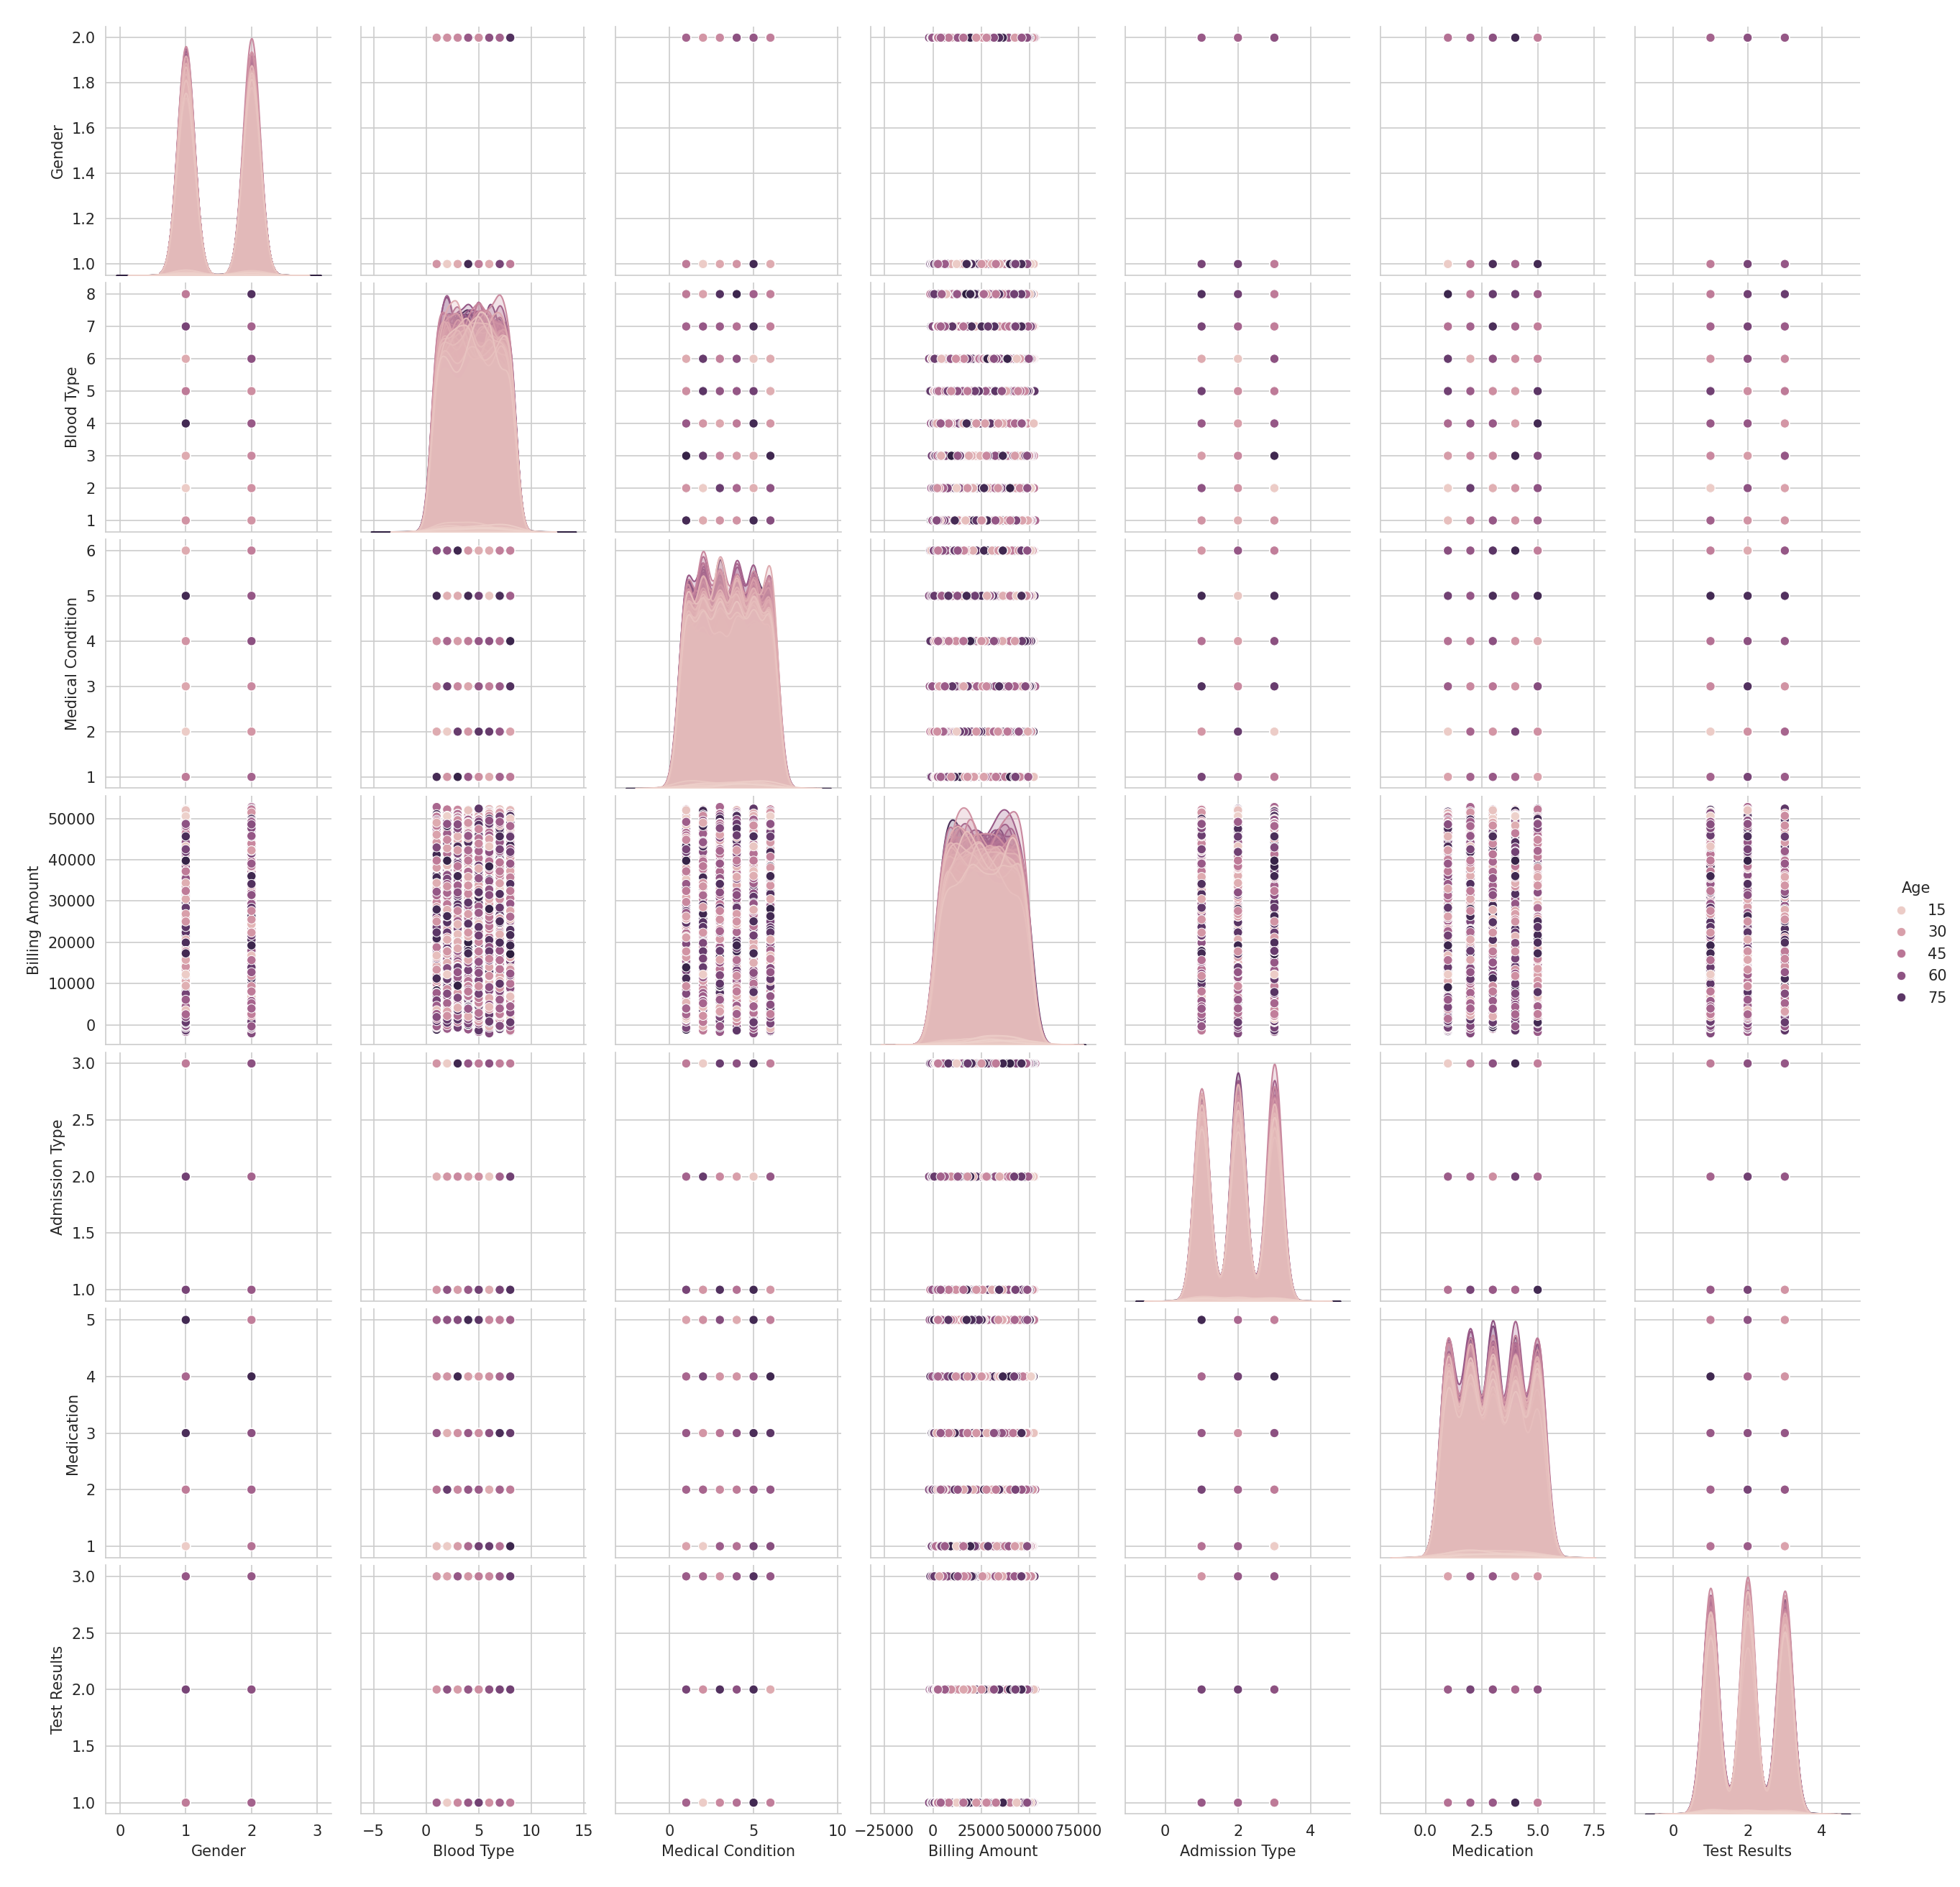 2.0
1.8
1.6
1.4
1.2
1.0
Gender
8
7
6
5
4
3
2
1
Blood Type
6
5
4
3
2
1
Medical Condition
50000
40000
30000
20000
10000
0
Billing Amount
Age
15
30
45
60
75
3.0
2.5
2.0
1.5
1.0
Admission Type
5
4
3
2
1
Medication
3.0
2.5
2.0
1.5
1.0
Test Results
0 1 2 3
Gender
−5 0 5 10 15
Blood Type
0 5 10
Medical Condition
−25000 0 25000 50000 75000
Billing Amount
0 2 4
Admission Type
0.0 2.5 5.0 7.5
Medication
0 2 4
Test Results